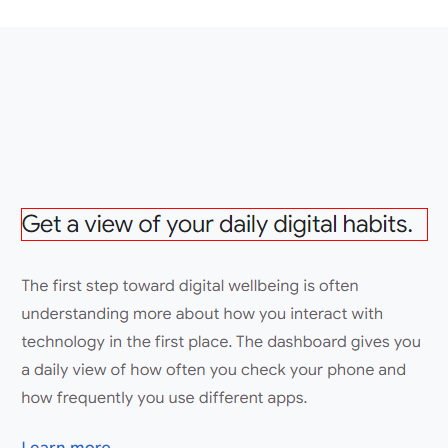 Get a view of your daily digital habits.
The first step toward digital wellbeing is often
understanding more about how you interact with
technology in the first place. The dashboard gives you
a daily view of how often you check your phone and
how frequently you use different apps.
Learn more